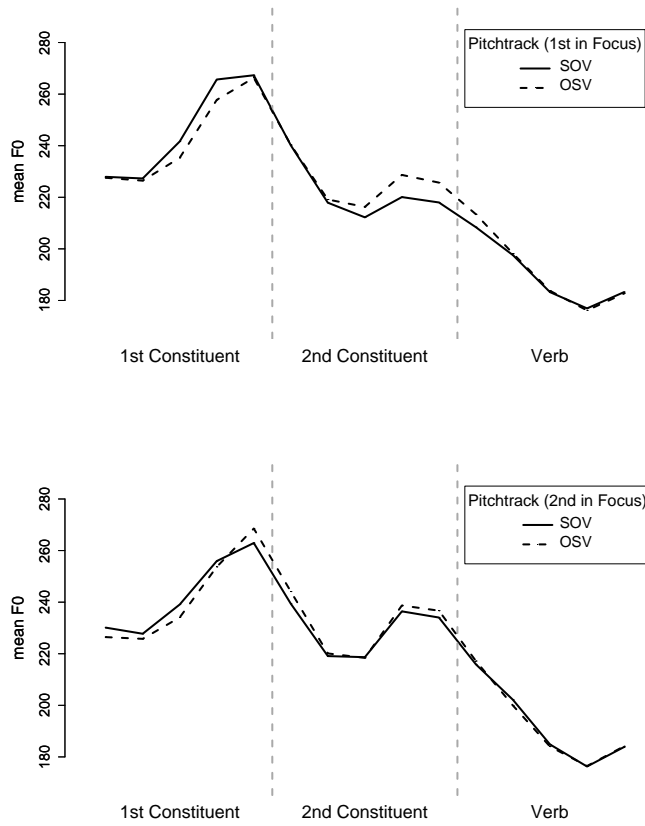 Pitchtrack (1st in Focus)
SOV
OSV
mean F0
280
260
240
220
200
180
1st Constituent 2nd Constituent Verb
Pitchtrack (2nd in Focus)
SOV
OSV
mean F0
280
260
240
220
200
180
1st Constituent 2nd Constituent Verb